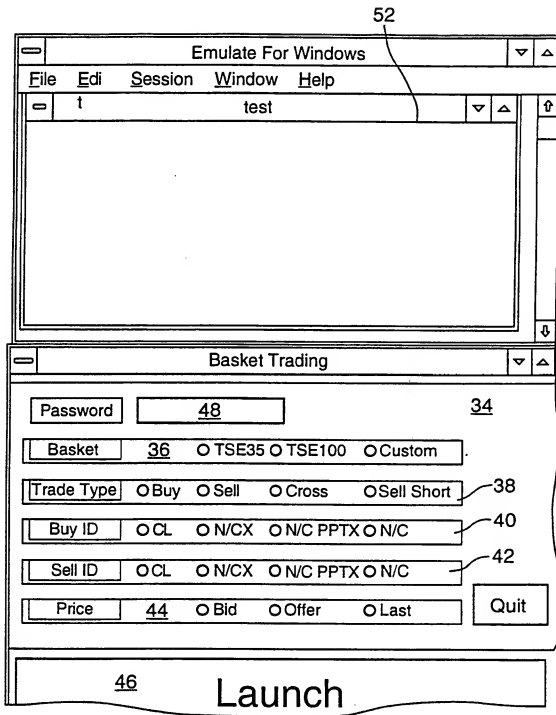 52
Emulate For Windows
File Edi Session Window Help
t test
Basket Trading
Password 48 34
Basket 36 TSE35 TSE100 Custom
Trade Type Buy Sell Cross Sell Short 38
Buy ID CL N/CX N/C PPTX N/C 40
Sell ID CL N/CX N/C PPTX N/C 42
Price 44 Bid Offer Last Quit
46 Launch